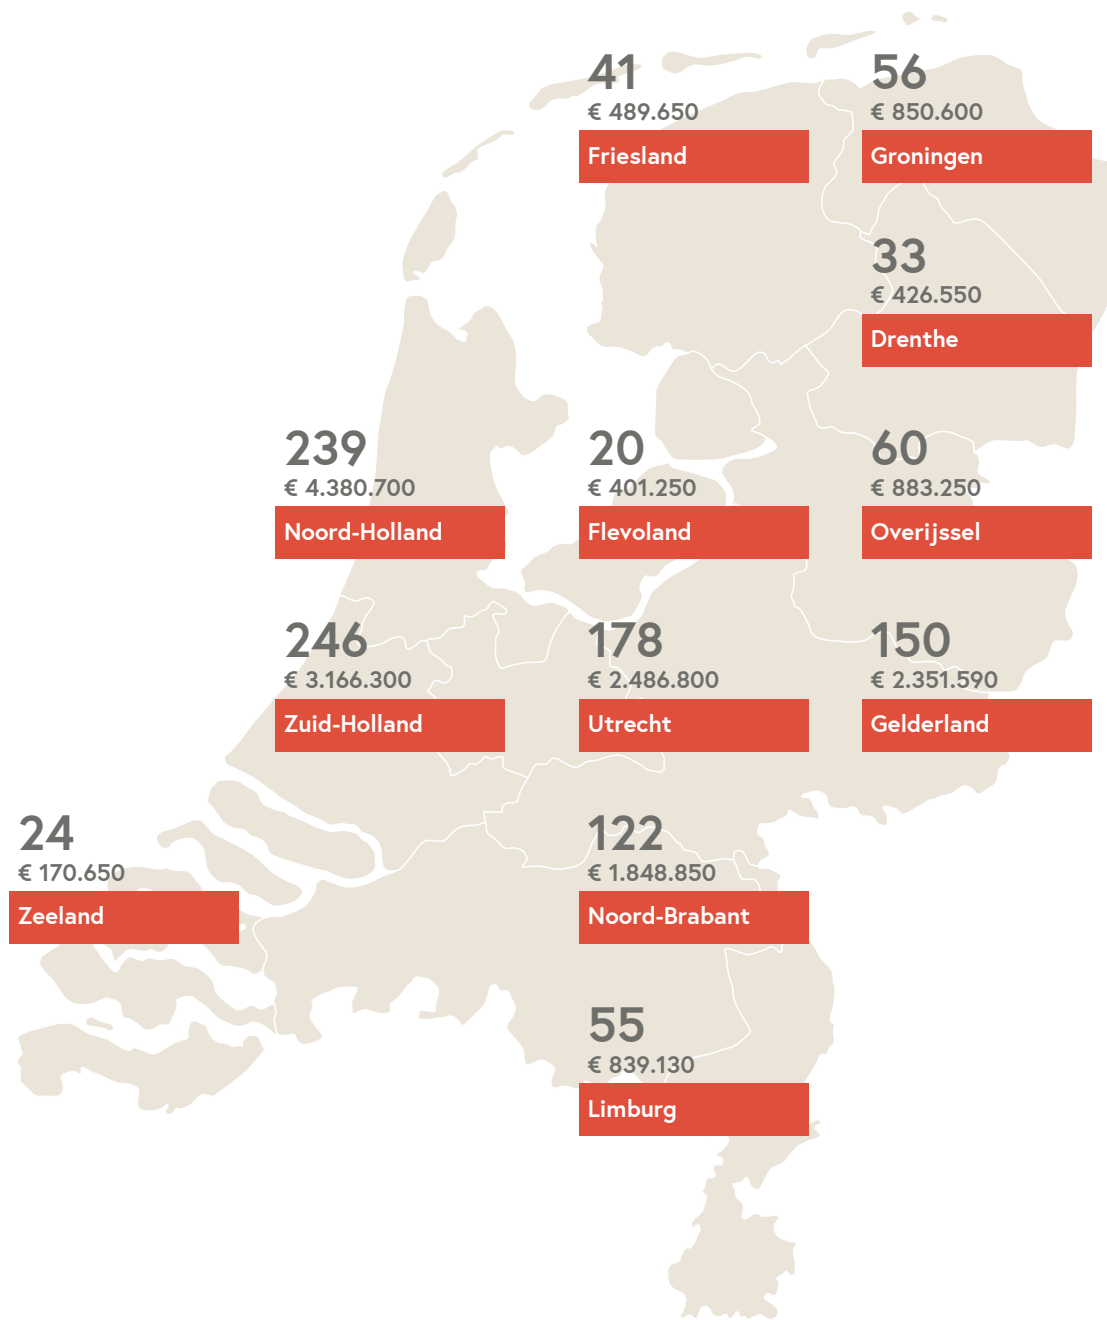 41
€ 489.650
Friesland
56
€ 850.600
Groningen
33
€ 426.550
Drenthe
239
€ 4.380.700
Noord-Holland
20
€ 401.250
Flevoland
60
€ 883.250
Overijssel
246
€ 3.166.300
Zuid-Holland
178
€ 2.486.800
Utrecht
150
€ 2.351.590
Gelderland
24
€ 170.650
Zeeland
122
€ 1.848.850
Noord-Brabant
55
€ 839.130
Limburg